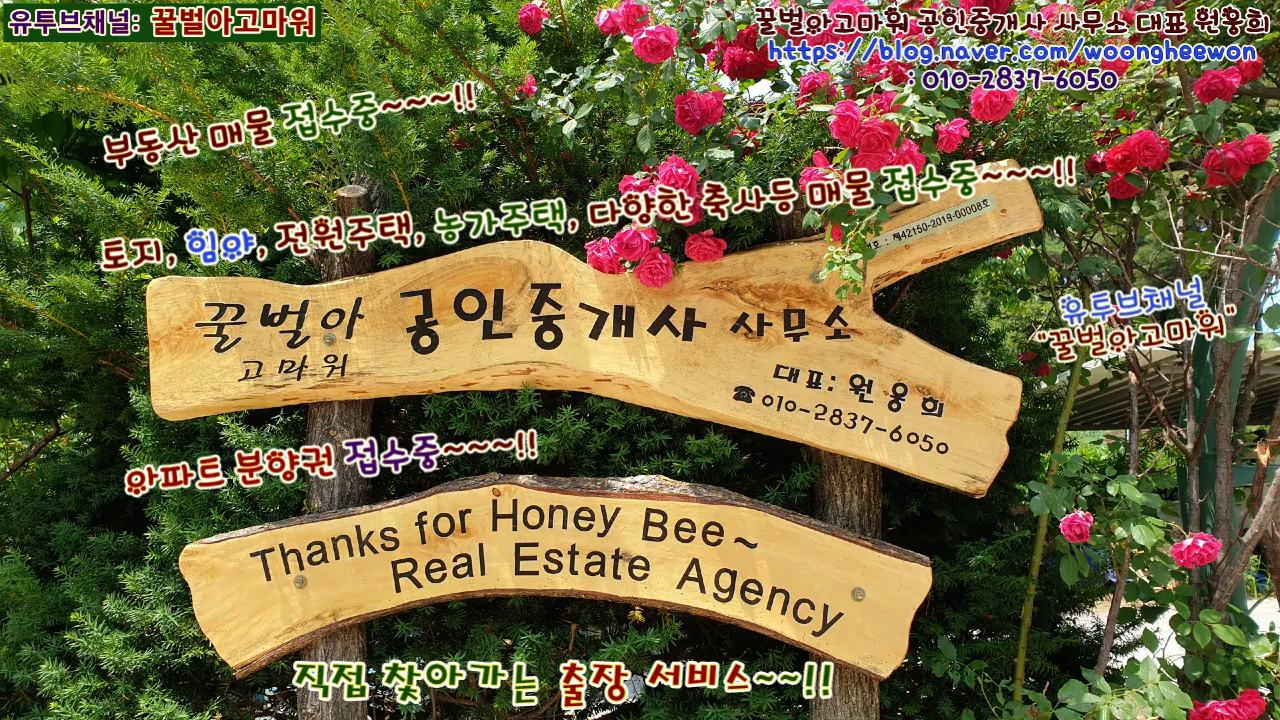 유투브채널: 꿀벌아고마워
꿀벌아고마워 공인중개사 사무소 대표 원웅희
https://blog.naver.com/woongheewon
: 010-2837-6050
부동산 매물 접수중~~~!!
토지, 임야, 전원주택, 농가주택, 다양한 축사등 매물 접수중~~~!!
호 : 제42150-2019-00008호
꿀벌아 공인중개사 사무소
고마워
대표: 원웅희
☎010-2837-6050
유투브채널
"꿀벌아고마워"
아파트 분양권 접수중~~~!!
Thanks for Honey Bee~
Real Estate Agency
직접 찾아가는 출장 서비스~~!!